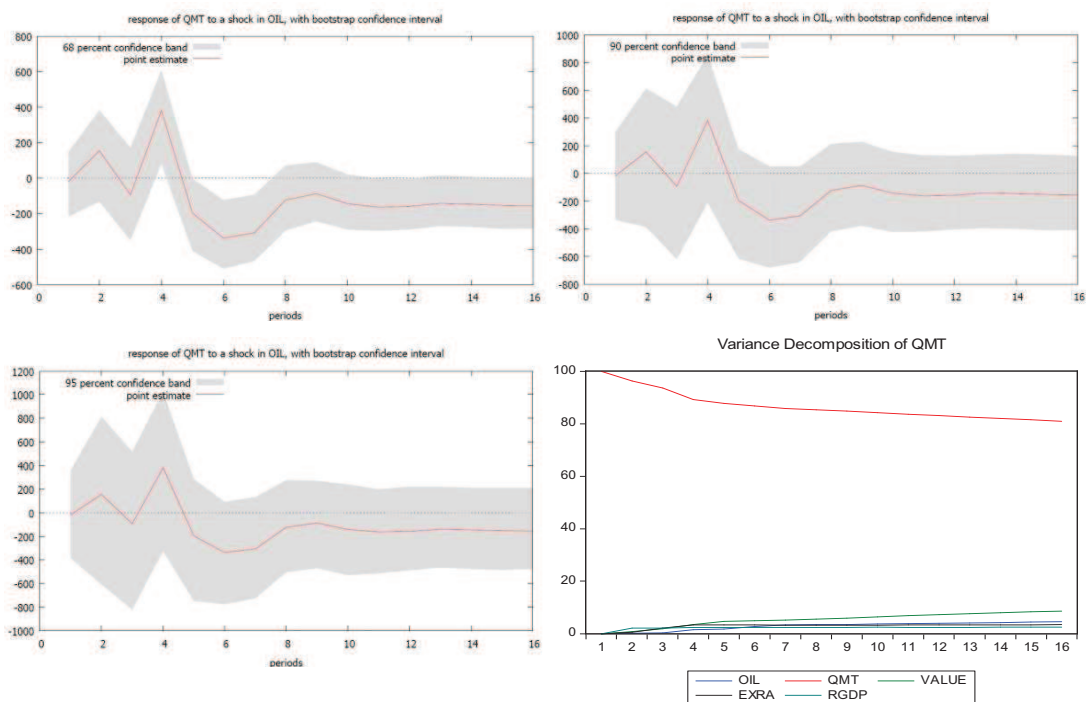 response of QMT to a shock in OIL, with bootstrap confidence interval
800
600
400
200
0
-200
-400
-600
68 percent confidence band
point estimate
0 2 4 6 8 10 12 14 16
periods
response of QMT to a shock in OIL, with bootstrap confidence interval
1000
800
600
400
200
0
-200
-400
-600
-800
90 percent confidence band
point estimate
0 2 4 6 8 10 12 14 16
periods
response of QMT to a shock in OIL, with bootstrap confidence interval
1200
1000
800
600
400
200
0
-200
-400
-600
-800
-1000
95 percent confidence band
point estimate
0 2 4 6 8 10 12 14 16
periods
Variance Decomposition of QMT
100
80
60
40
20
0
1 2 3 4 5 6 7 8 9 10 11 12 13 14 15 16
OIL QMT VALUE
EXRA RGDP